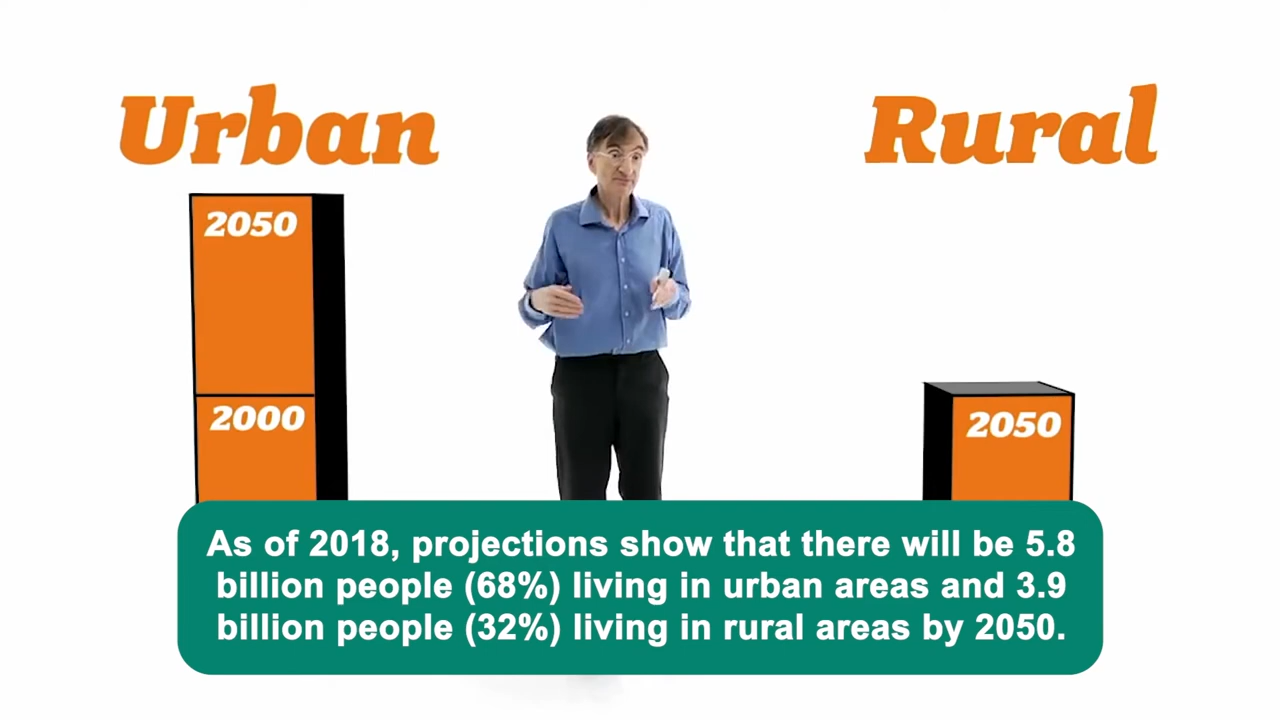 Urban
Rural
2050
2000
2050
As of 2018, projections show that there will be 5.8
billion people (68%) living in urban areas and 3.9
billion people (32%) living in rural areas by 2050.